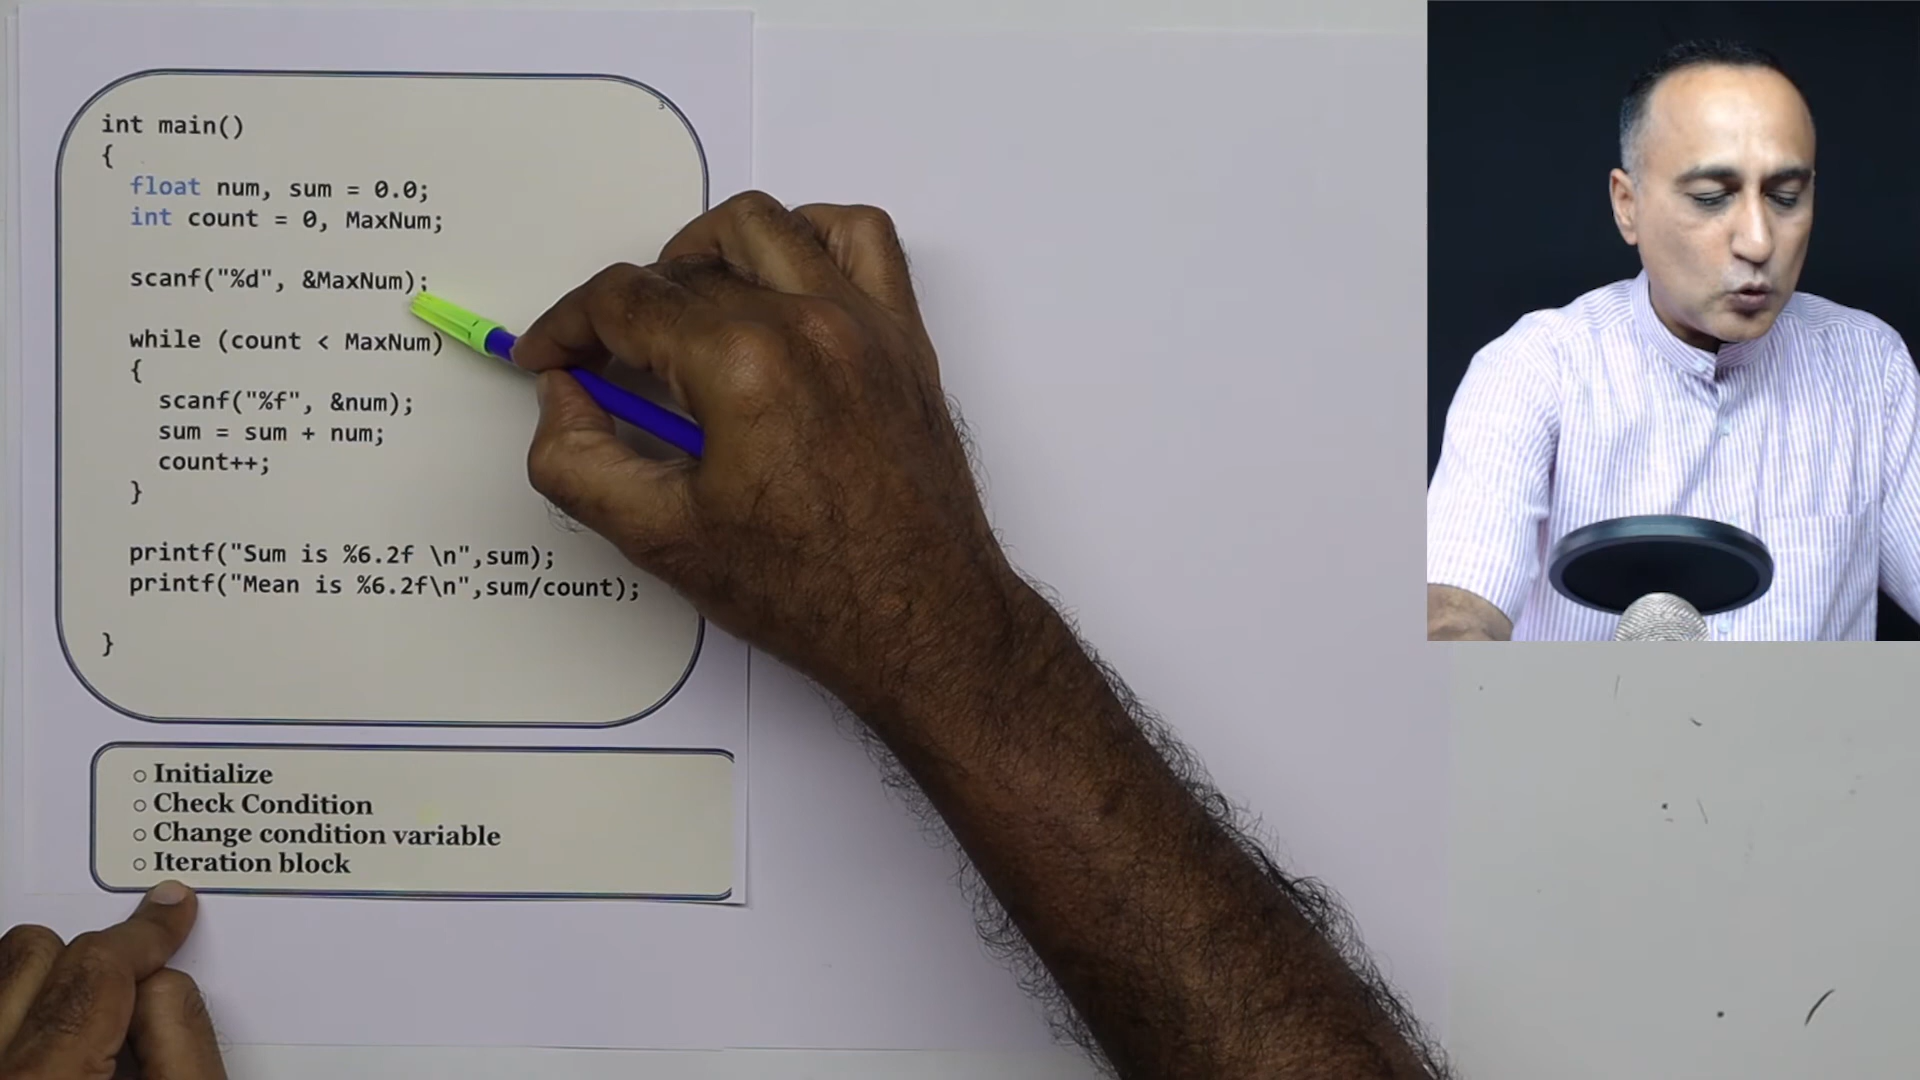 3
int main()
{
float num, sum = 0.0;
int count = 0, MaxNum;
scanf("%d", &MaxNum);
while (count < MaxNum)
{
scanf("%f", &num);
sum = sum + num;
count++;
}
printf("Sum is %6.2f \n",sum);
printf("Mean is %6.2f\n",sum/count);
}
○ Initialize
○ Check Condition
○ Change condition variable
○ Iteration block